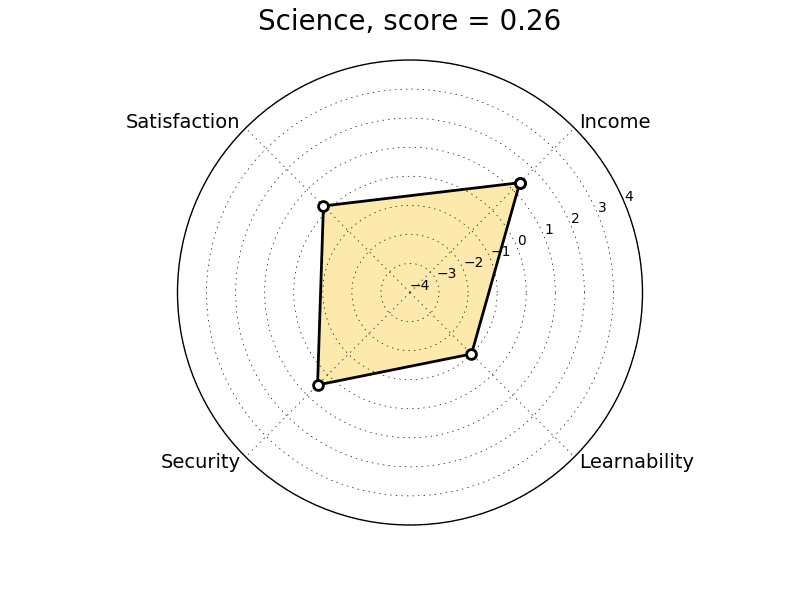 Science, score = 0.26
Satisfaction
Income
4
3
2
1
0
−1
−2
−3
−4
Security
Learnability